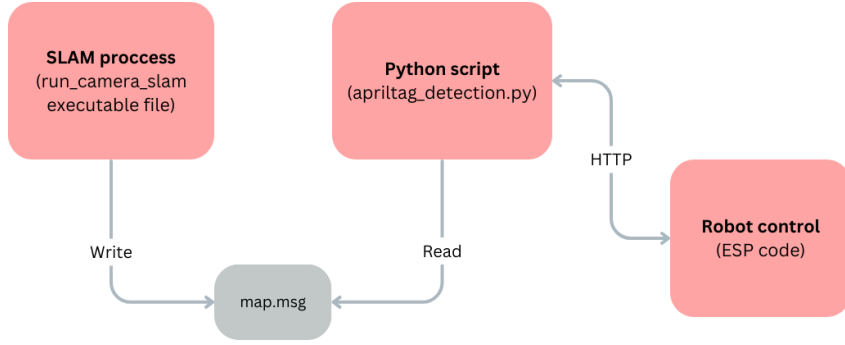 SLAM proccess
(run_camera_slam
executable file)
Python script
(apriltag_detection.py)
HTTP
Robot control
(ESP code)
Write
Read
map.msg